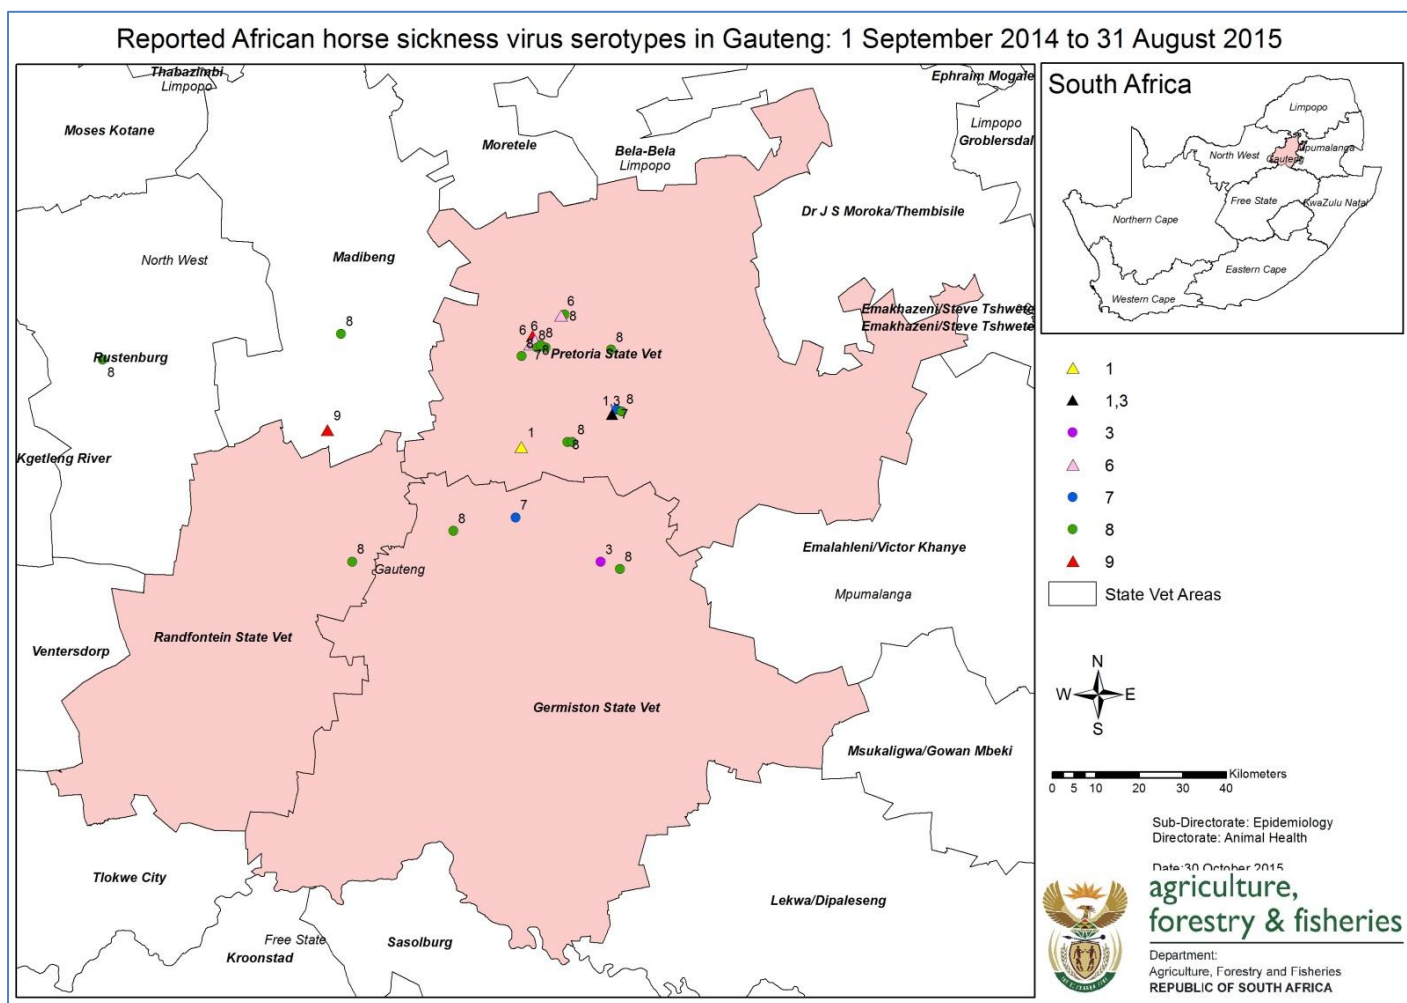 Reported African horse sickness virus serotypes in Gauteng: 1 September 2014 to 31 August 2015
Thabazimbi
Limpopo
Moses Kotane
Moretele
Bela-Bela
Limpopo
Ephraim Mogale
Limpopo
Groblersdal
Dr J S Moroka/Thembisile
North West
Madibeng
Emakhazeni/Steve Tshwete
Emakhazeni/Steve Tshwete
8
6
8
6
6
8
8
8
8
7
8
Pretoria State Vet
Rustenburg
8
9
1,3
8
7
1
8
8
Kgetleng River
7
8
3
8
8
Gauteng
Emalahleni/Victor Khanye
Mpumalanga
Ventersdorp
Randfontein State Vet
Germiston State Vet
Msukaligwa/Gowan Mbeki
Tlokwe City
Lekwa/Dipaleseng
Free State
Kroonstad
Sasolburg
South Africa
Limpopo
North West
Gauteng
Mpumalanga
Free State
KwaZulu Natal
Northern Cape
Eastern Cape
Western Cape
1
1,3
3
6
7
8
9
State Vet Areas
N
W E
S
Kilometers
0 5 10 20 30 40
Sub-Directorate: Epidemiology
Directorate: Animal Health
Date:30 October 2015
agriculture,
forestry & fisheries
Department:
Agriculture, Forestry and Fisheries
REPUBLIC OF SOUTH AFRICA